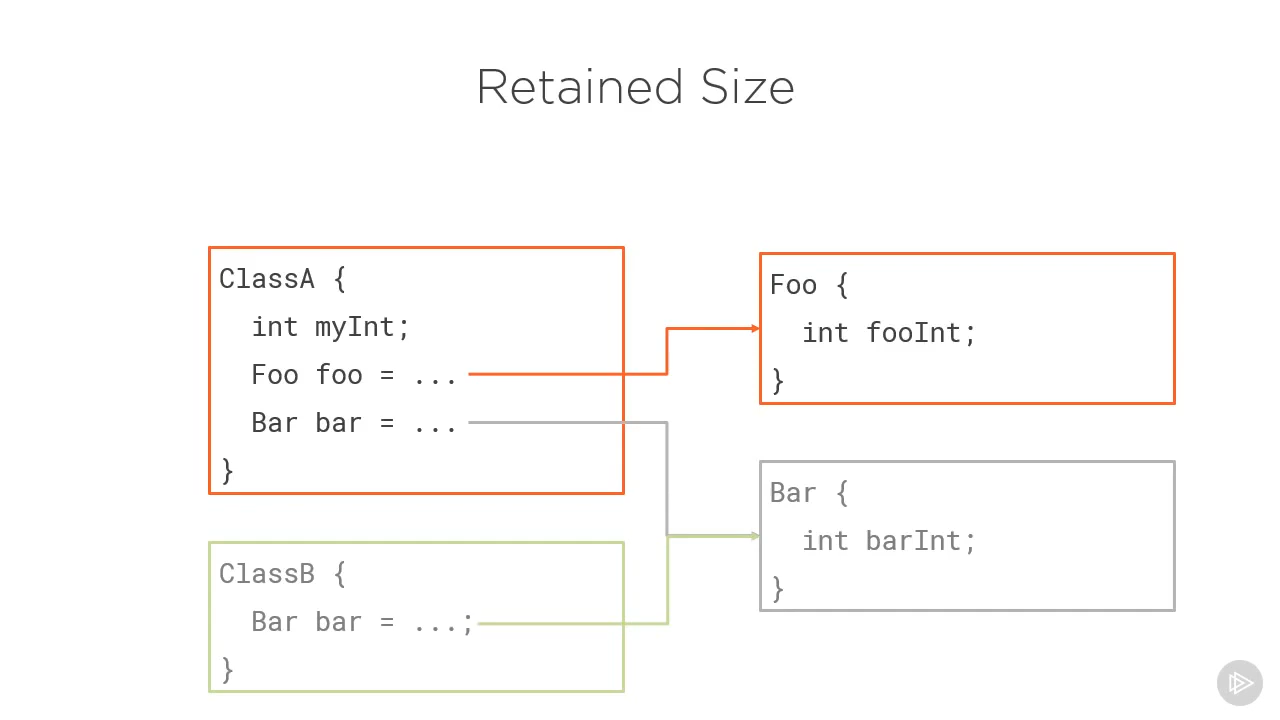 Retained Size
ClassA {
  int myInt;
  Foo foo = ...
  Bar bar = ...
}
Foo {
  int fooInt;
}
ClassB {
  Bar bar = ...;
}
Bar {
  int barInt;
}